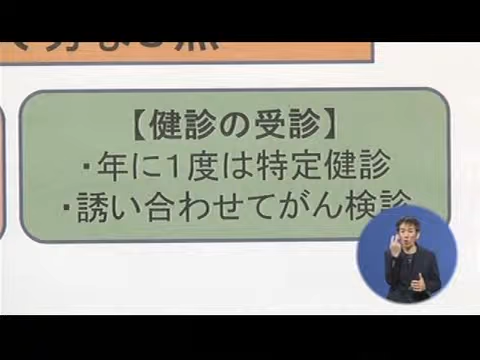 【健診の受診】
・年に1度は特定健診
・誘い合わせてがん検診